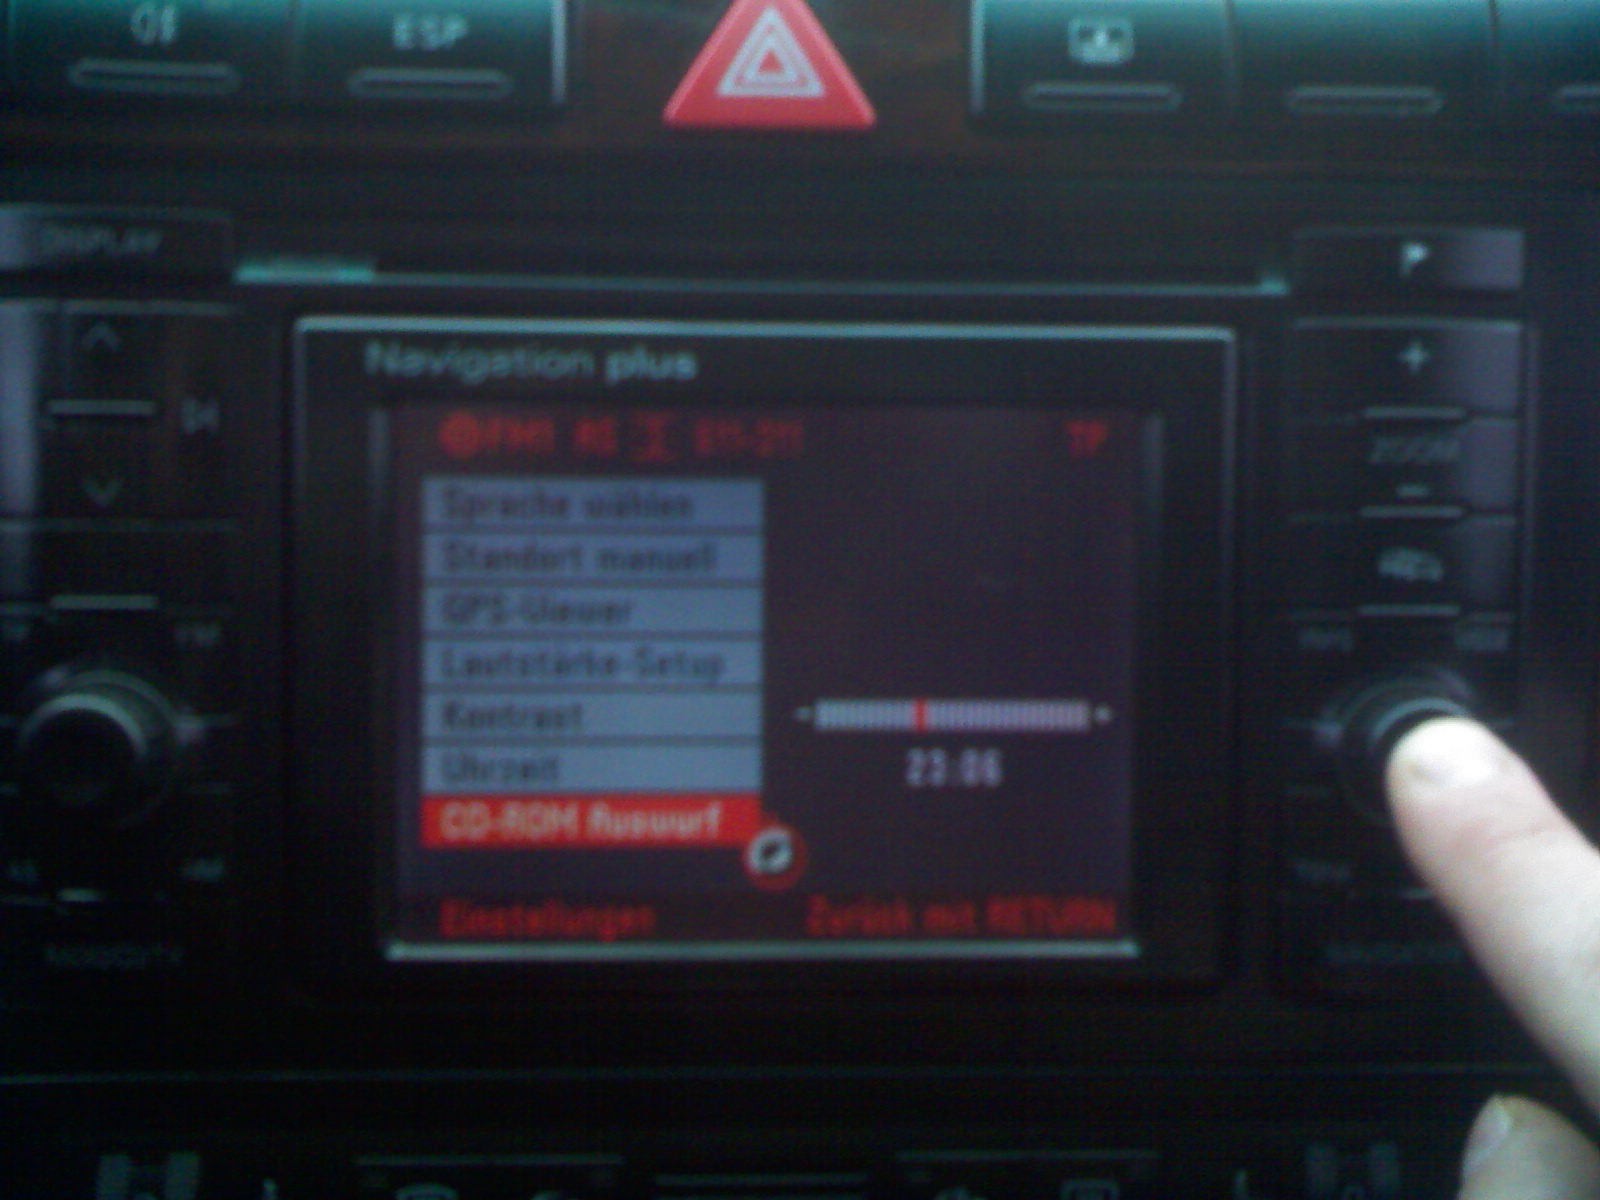 ESP
DISPLAY
P
Navigation plus
+
ZOOM
-
TP
Sprache wählen
Standort manuell
GPS-Viewer
Lautstärke-Setup
Kontrast
Uhrzeit
23:06
CD-ROM Auswurf
Einstellungen
Zurück mit RETURN